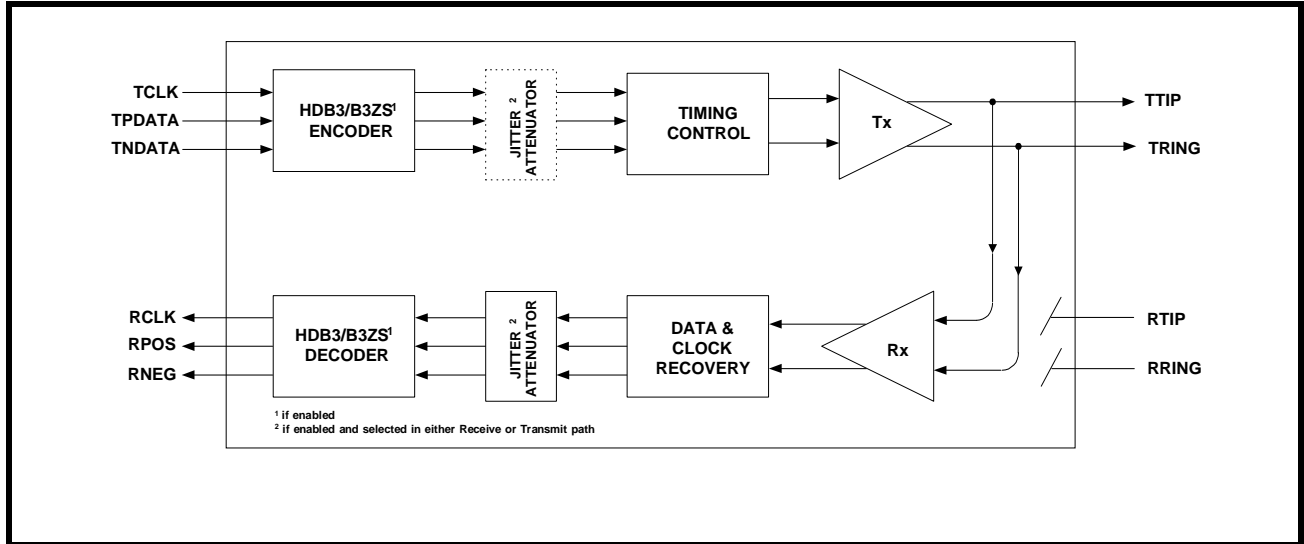 TCLK
TPDATA
TNDATA
HDB3/B3ZS¹
ENCODER
JITTER ²
ATTENUATOR
TIMING
CONTROL
Tx
TTIP
TRING
RCLK
RPOS
RNEG
HDB3/B3ZS¹
DECODER
JITTER ²
ATTENUATOR
DATA &
CLOCK
RECOVERY
Rx
RTIP
RRING
¹ if enabled
² if enabled and selected in either Receive or Transmit path